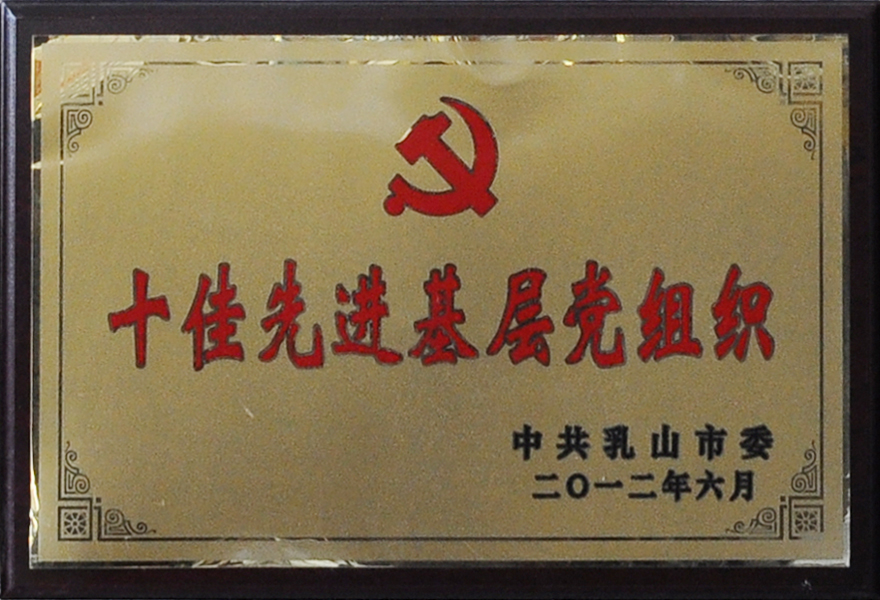 十佳先进基层党组织
中共乳山市委
二〇一二年六月